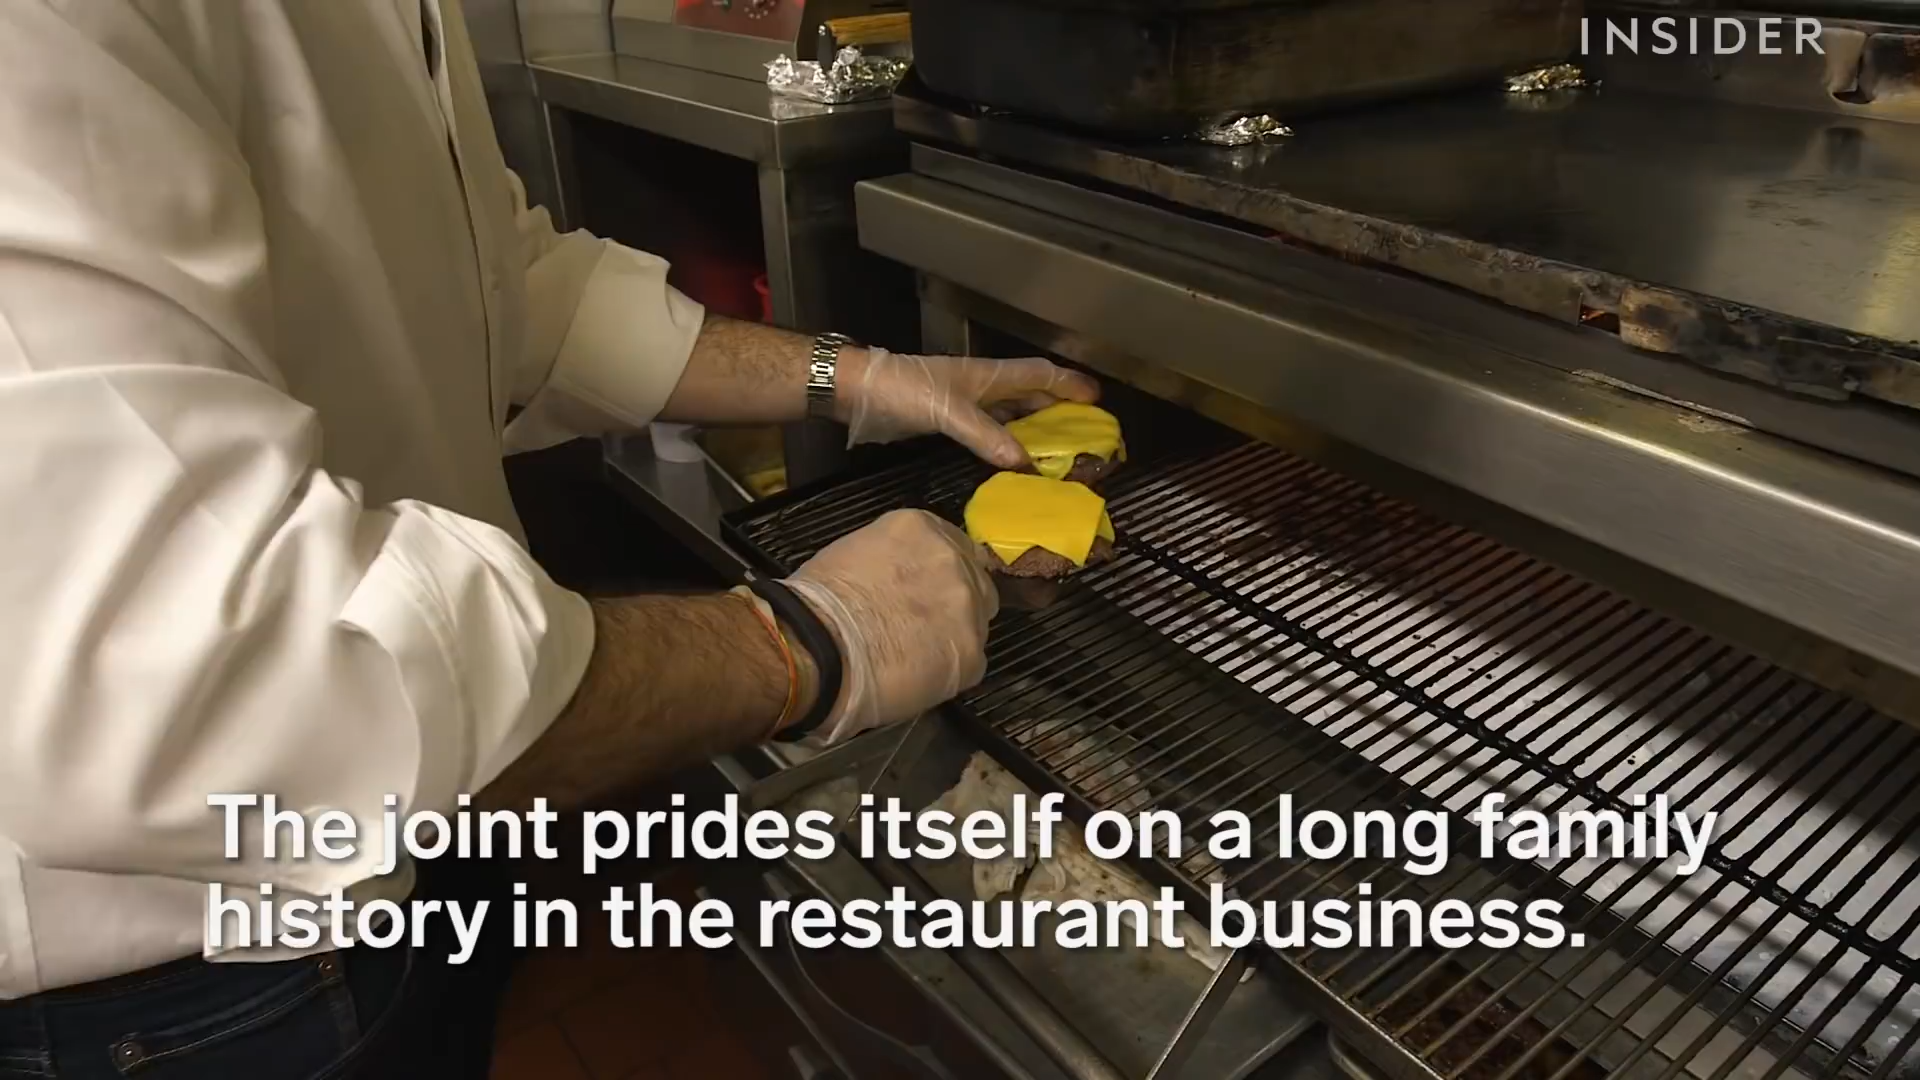 INSIDER
The joint prides itself on a long family
history in the restaurant business.